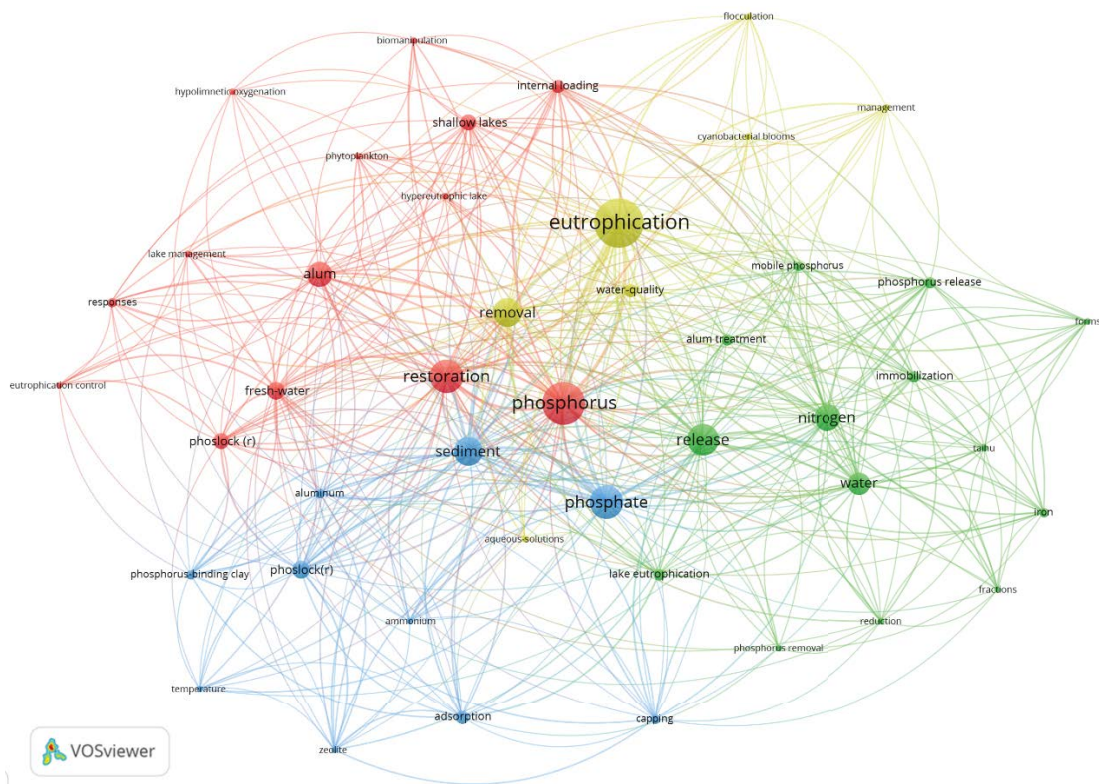 flocculation
biomanipulation
internal loading
hypolimnetic oxygenation
management
shallow lakes
cyanobacterial blooms
phytoplankton
hypereutrophic lake
eutrophication
lake management
mobile phosphorus
alum
phosphorus release
water-quality
responses
removal
forms
alum treatment
restoration
immobilization
eutrophication control
fresh-water
phosphorus
nitrogen
phoslock (r)
release
sediment
taihu
water
aluminum
phosphate
iron
aqueous-solutions
phosphorus-binding clay
phoslock(r)
lake eutrophication
fractions
ammonium
reduction
phosphorus removal
temperature
adsorption
capping
zeolite
VOSviewer